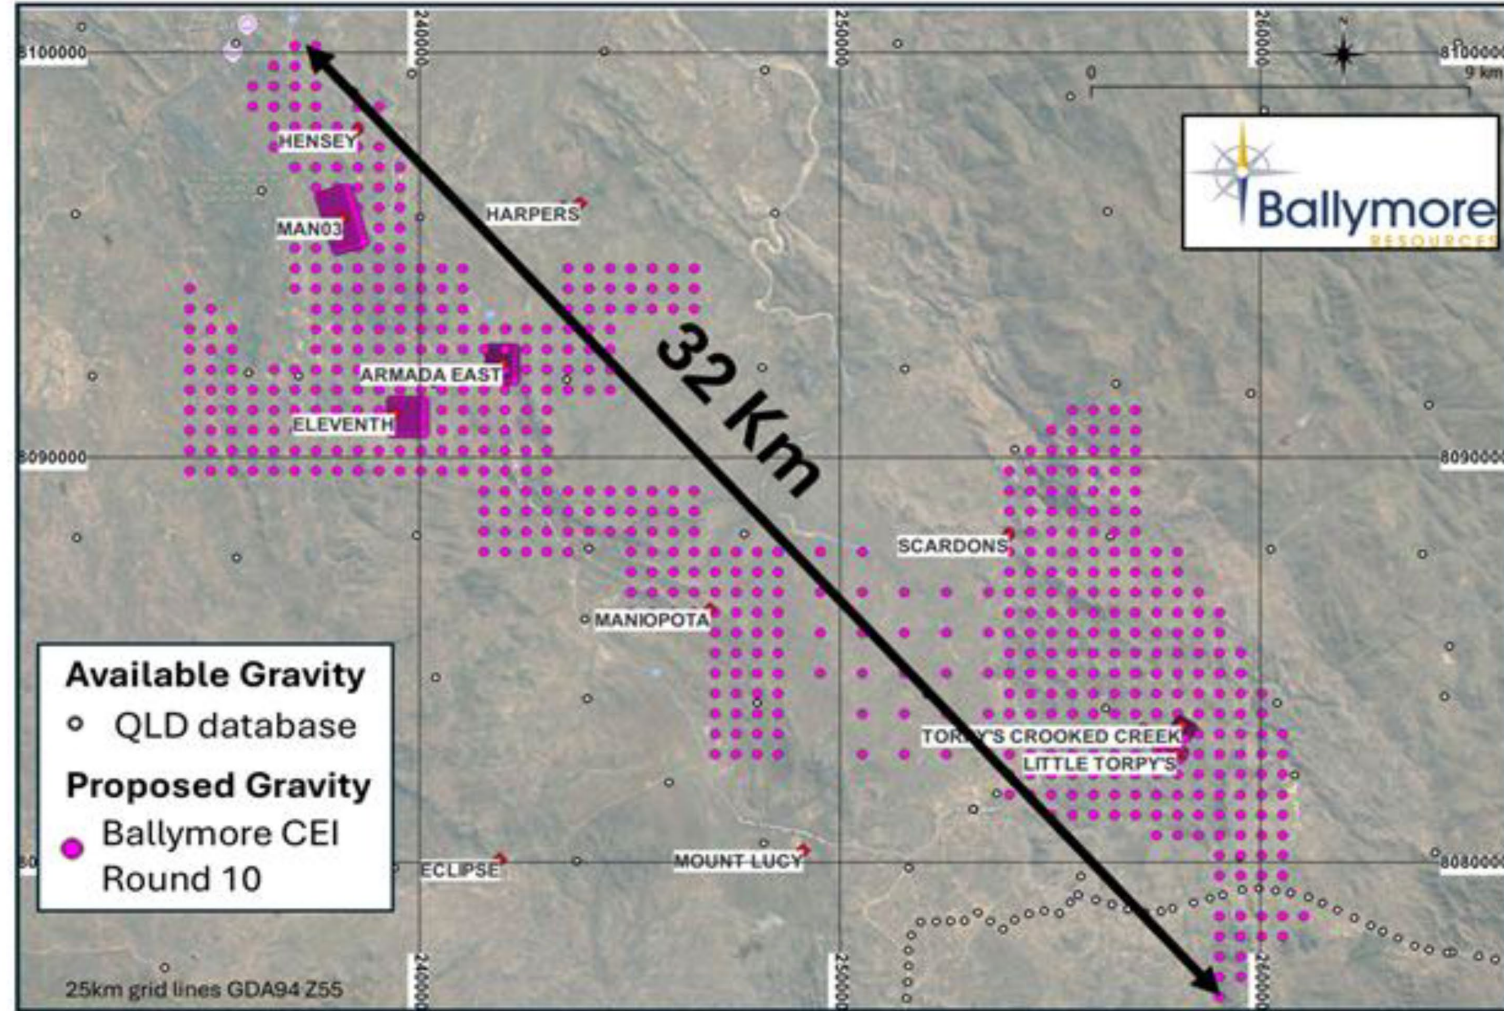 240000
250000
260000
8100000
8100000
0
9 km
N
Ballymore
RESOURCES
HENSEY
MAN03
HARPERS
ARMADA EAST
ELEVENTH
32 Km
8090000
8090000
SCARDONS
MANIOPOTA
TORPY'S CROOKED CREEK
LITTLE TORPY'S
Available Gravity
QLD database
Proposed Gravity
Ballymore CEI
Round 10
80
ECLIPSE
MOUNT LUCY
8080000
25km grid lines GDA94 Z55
240000
250000
260000